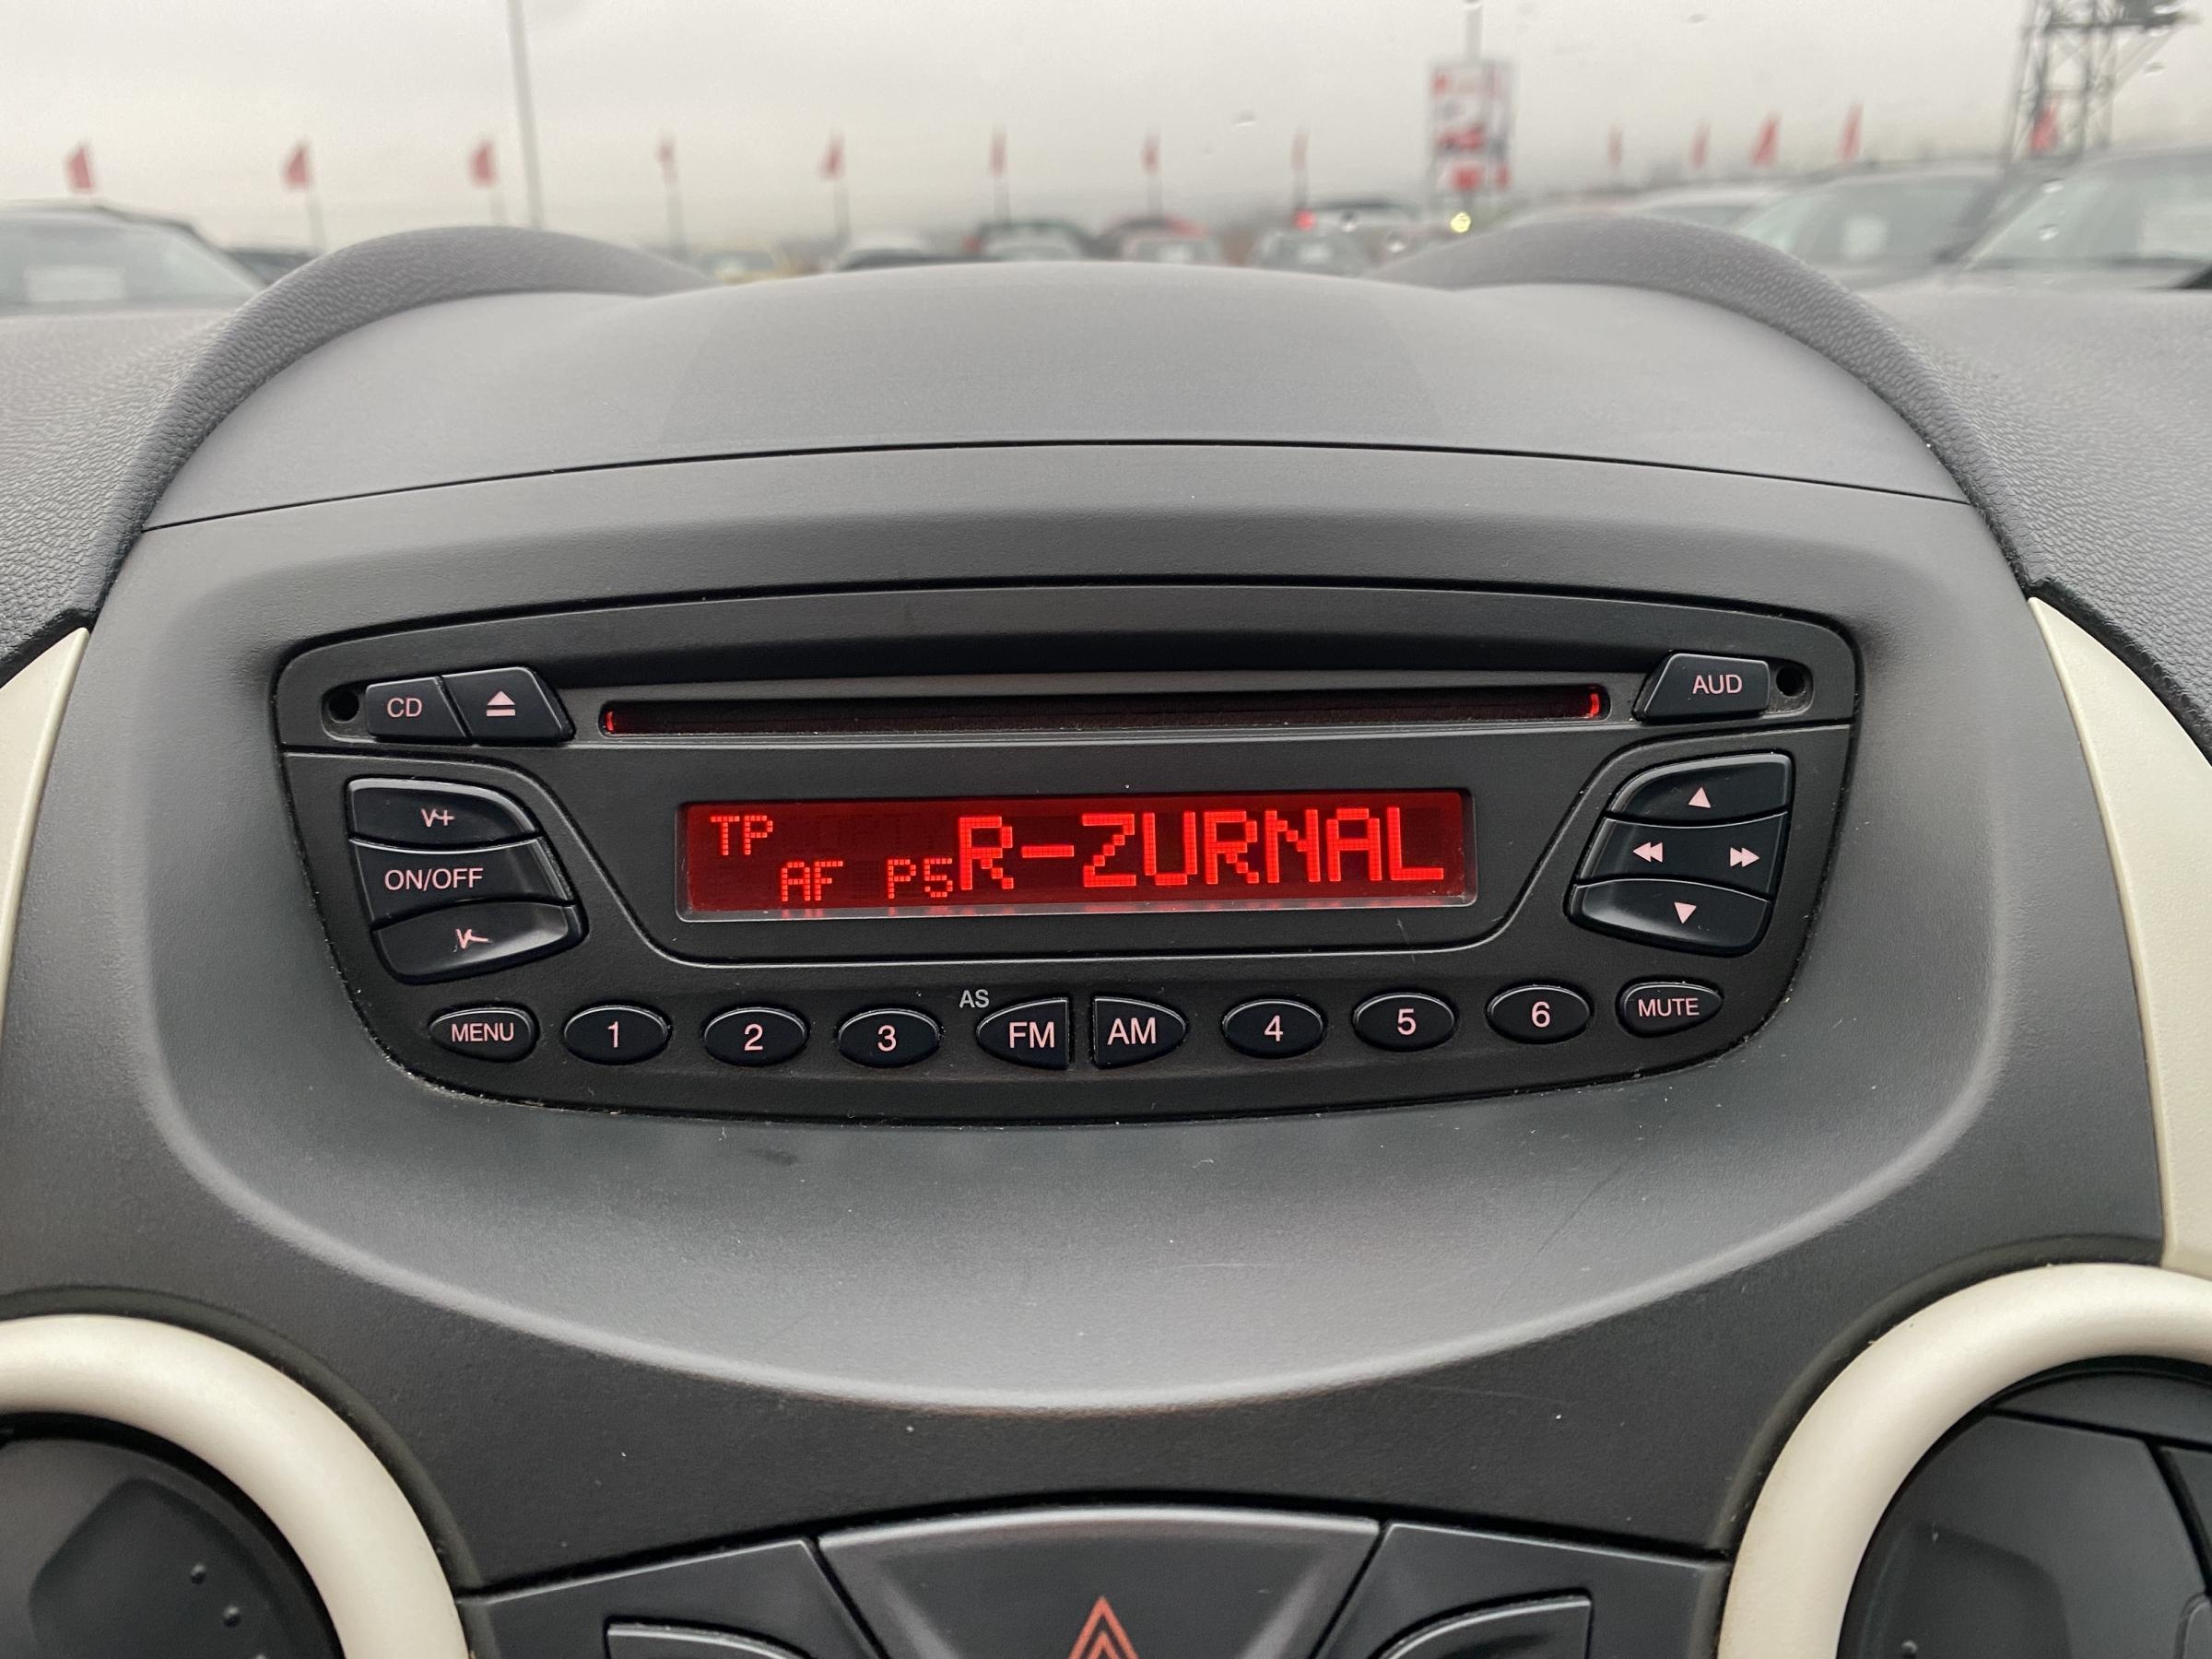 CD
AUD
V+
ON/OFF
V-
TP
AF P5 R-ZURNAL
AS
MENU 1 2 3 FM AM 4 5 6 MUTE